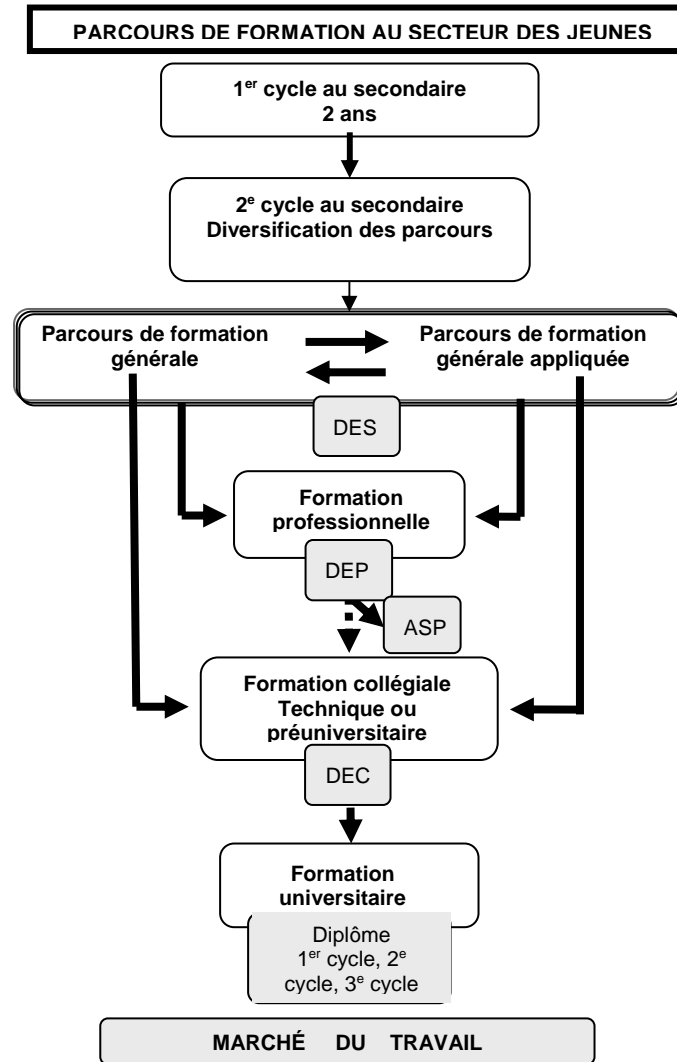 PARCOURS DE FORMATION AU SECTEUR DES JEUNES
1er cycle au secondaire
2 ans
2e cycle au secondaire
Diversification des parcours
Parcours de formation
générale
Parcours de formation
générale appliquée
DES
Formation
professionnelle
DEP
ASP
Formation collégiale
Technique ou
préuniversitaire
DEC
Formation
universitaire
Diplôme
1er cycle, 2e
cycle, 3e cycle
MARCHÉ DU TRAVAIL